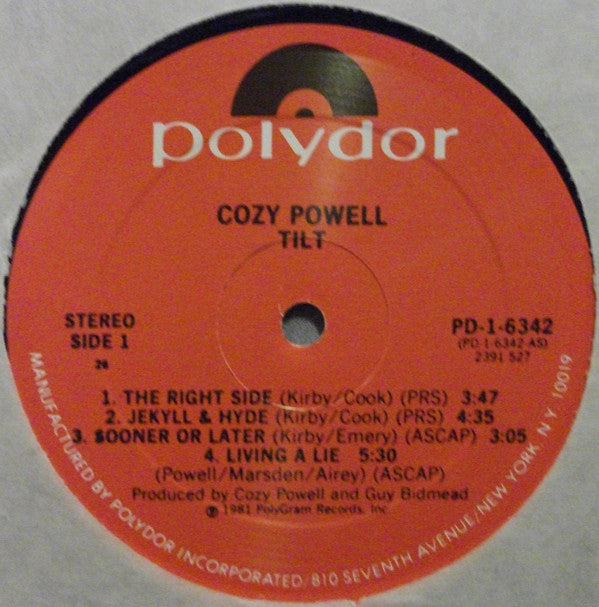 polydor
COZY POWELL
TILT
STEREO
SIDE 1
26
PD-1-6342
(PD 1 6342 AS)
2391 527
1. THE RIGHT SIDE (Kirby/Cook) (PRS) 3:47
2. JEKYLL & HYDE (Kirby/Cook) (PRS) 4:35
3. SOONER OR LATER (Kirby/Emery) (ASCAP) 3:05
4. LIVING A LIE 5:30
(Powell/Marsden/Airey) (ASCAP)
Produced by Cozy Powell and Guy Bidmead
℗ 1981 PolyGram Records, Inc.
MANUFACTURED BY POLYDOR INCORPORATED/810 SEVENTH AVENUE/NEW YORK, N.Y. 10019